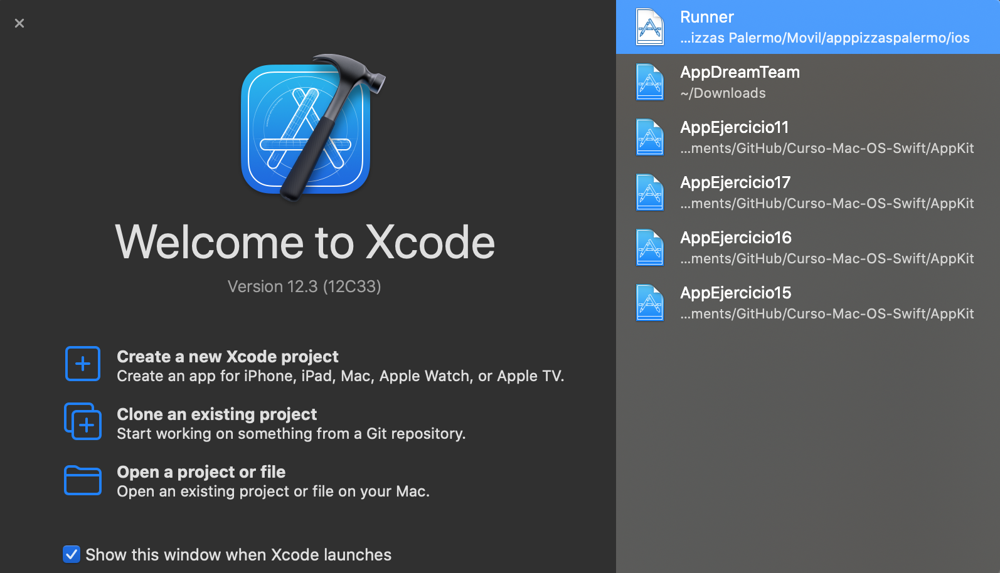 Welcome to Xcode
Version 12.3 (12C33)
Create a new Xcode project
Create an app for iPhone, iPad, Mac, Apple Watch, or Apple TV.
Clone an existing project
Start working on something from a Git repository.
Open a project or file
Open an existing project or file on your Mac.
Show this window when Xcode launches
Runner
...izzas Palermo/Movil/apppizzaspalermo/ios
AppDreamTeam
~/Downloads
AppEjercicio11
...ments/GitHub/Curso-Mac-OS-Swift/AppKit
AppEjercicio17
...ments/GitHub/Curso-Mac-OS-Swift/AppKit
AppEjercicio16
...ments/GitHub/Curso-Mac-OS-Swift/AppKit
AppEjercicio15
...ments/GitHub/Curso-Mac-OS-Swift/AppKit